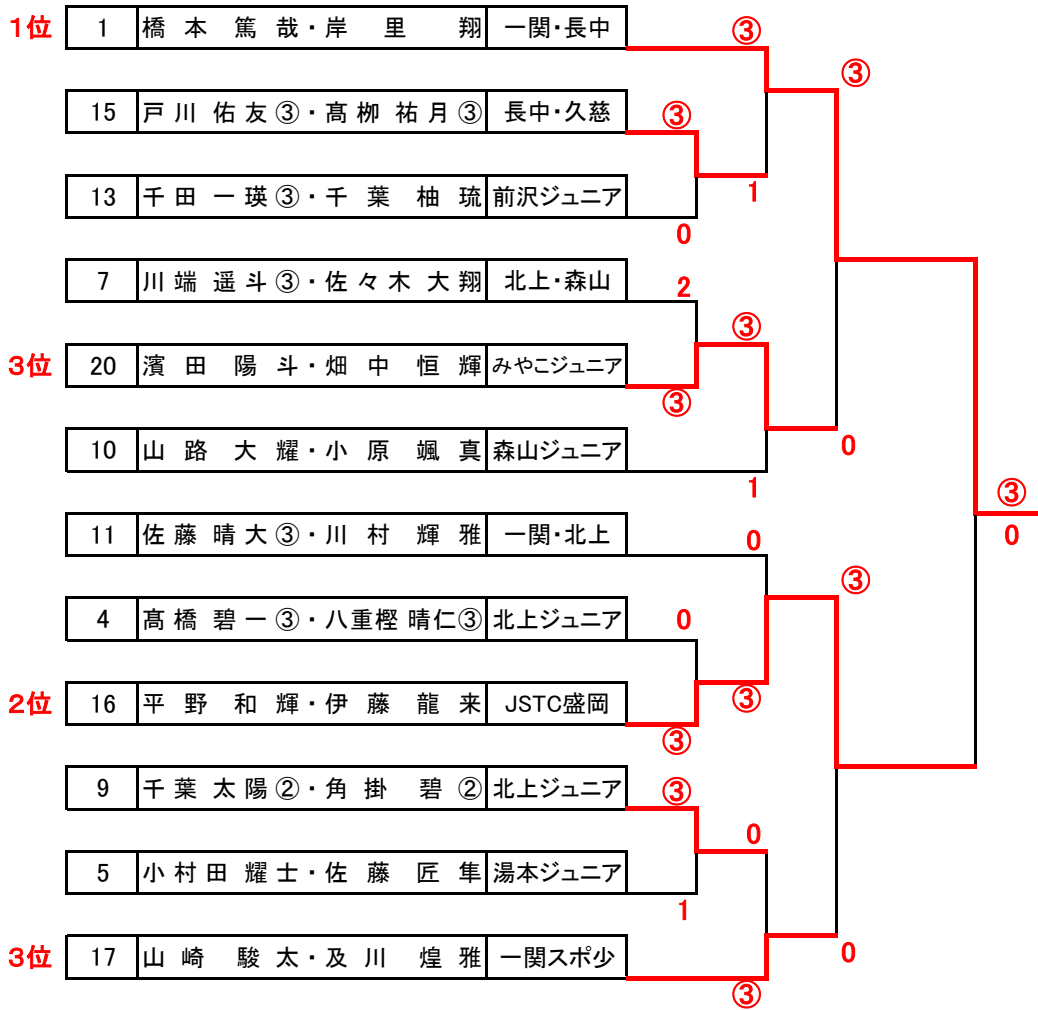 1位 1 橋本篤哉・岸里翔 一関・長中
③
③
15 戸川佑友③・髙栁祐月③ 長中・久慈
③
13 千田一瑛③・千葉柚琉 前沢ジュニア
1
0
7 川端遥斗③・佐々木大翔 北上・森山
2
③
3位 20 濱田陽斗・畑中恒輝 みやこジュニア
③
10 山路大耀・小原颯真 森山ジュニア
0
1
③
11 佐藤晴大③・川村輝雅 一関・北上
0
0
③
4 髙橋碧一③・八重樫晴仁③ 北上ジュニア
0
2位 16 平野和輝・伊藤龍来 JSTC盛岡
③
③
9 千葉太陽②・角掛碧② 北上ジュニア
③
0
5 小村田耀士・佐藤匠隼 湯本ジュニア
1
3位 17 山崎駿太・及川煌雅 一関スポ少
0
③